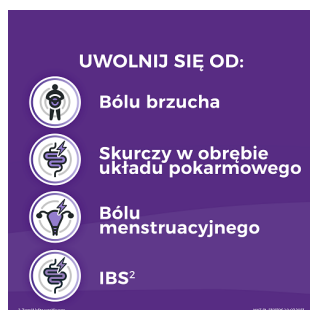 UWOLNIJ SIĘ OD:
Bólu brzucha
Skurczy w obrębie
układu pokarmowego
Bólu
menstruacyjnego
IBS²